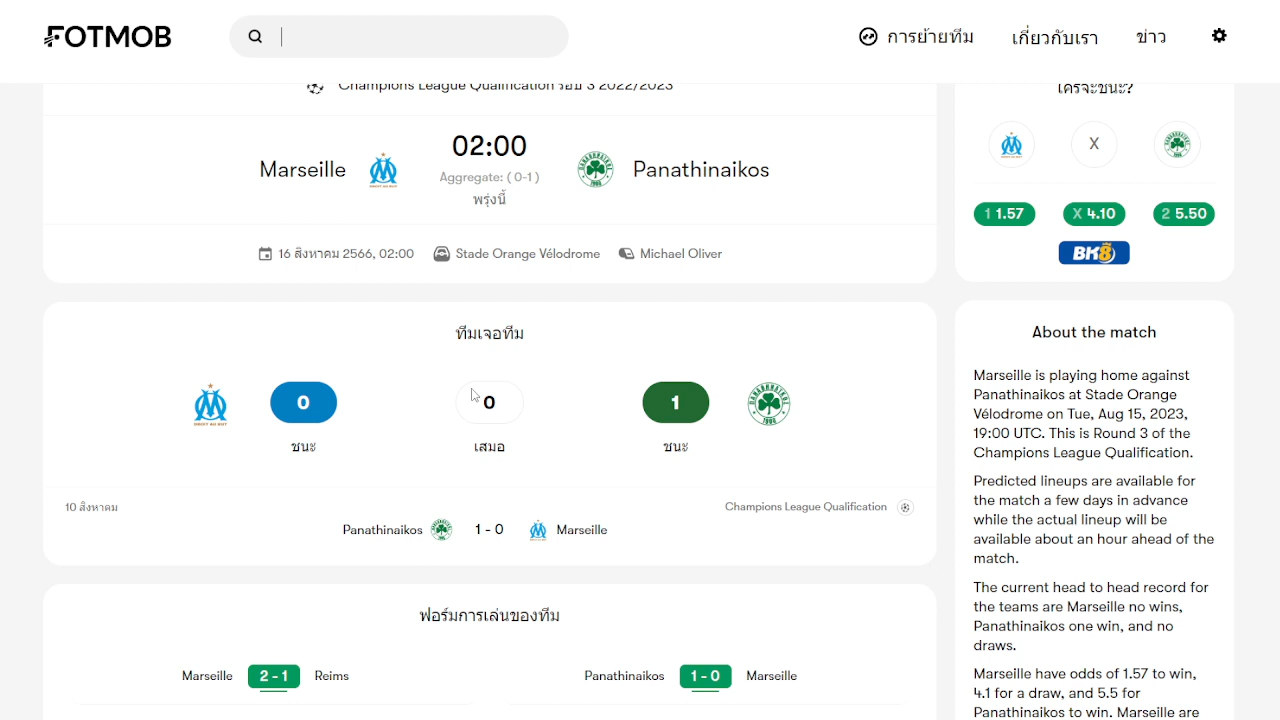 FOTMOB
การย้ายทีม เกี่ยวกับเรา ข่าว
Champions League Qualification รอบ 3 2022/2023
Marseille 02:00 Panathinaikos
Aggregate: ( 0-1 )
พรุ่งนี้
16 สิงหาคม 2566, 02:00 Stade Orange Vélodrome Michael Oliver
ทีมเจอทีม
0 0 1
ชนะ เสมอ ชนะ
10 สิงหาคม Champions League Qualification
Panathinaikos 1 - 0 Marseille
ฟอร์มการเล่นของทีม
Marseille 2 - 1 Reims Panathinaikos 1 - 0 Marseille
ใครจะชนะ?
X
1 1.57 X 4.10 2 5.50
BK8
About the match
Marseille is playing home against
Panathinaikos at Stade Orange
Vélodrome on Tue, Aug 15, 2023,
19:00 UTC. This is Round 3 of the
Champions League Qualification.
Predicted lineups are available for
the match a few days in advance
while the actual lineup will be
available about an hour ahead of the
match.
The current head to head record for
the teams are Marseille no wins,
Panathinaikos one win, and no
draws.
Marseille have odds of 1.57 to win,
4.1 for a draw, and 5.5 for
Panathinaikos to win. Marseille are